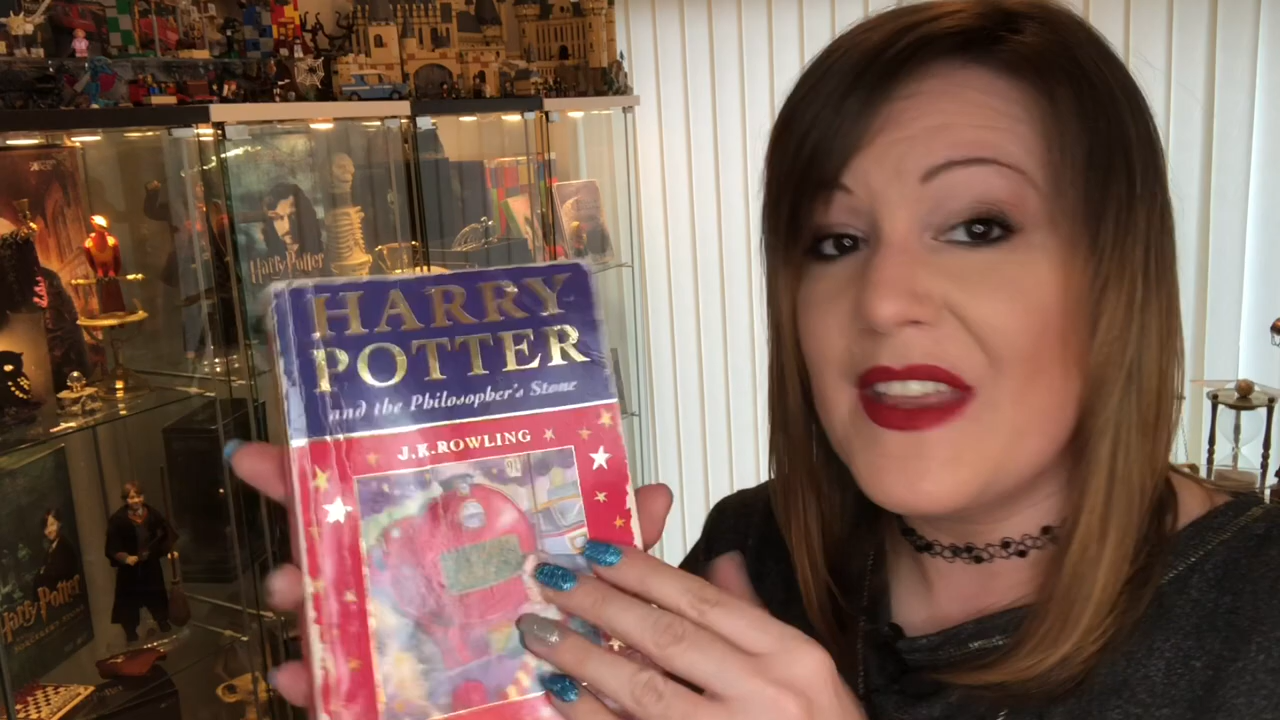 Harry Potter
HARRY
POTTER
and the Philosopher's Stone
J.K.ROWLING
Harry Potter